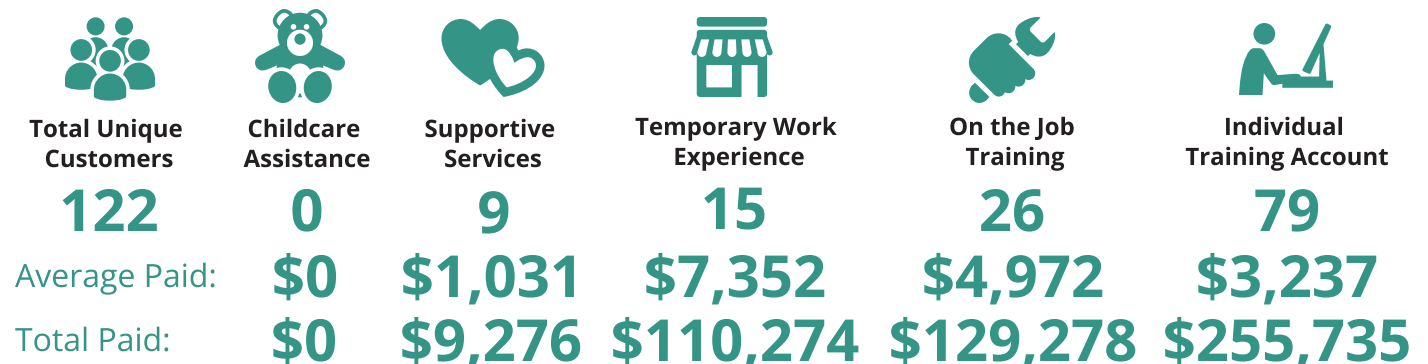 Total Unique
Customers
Childcare
Assistance
Supportive
Services
Temporary Work
Experience
On the Job
Training
Individual
Training Account
122 0 9 15 26 79
Average Paid: $0 $1,031 $7,352 $4,972 $3,237
Total Paid: $0 $9,276 $110,274 $129,278 $255,735